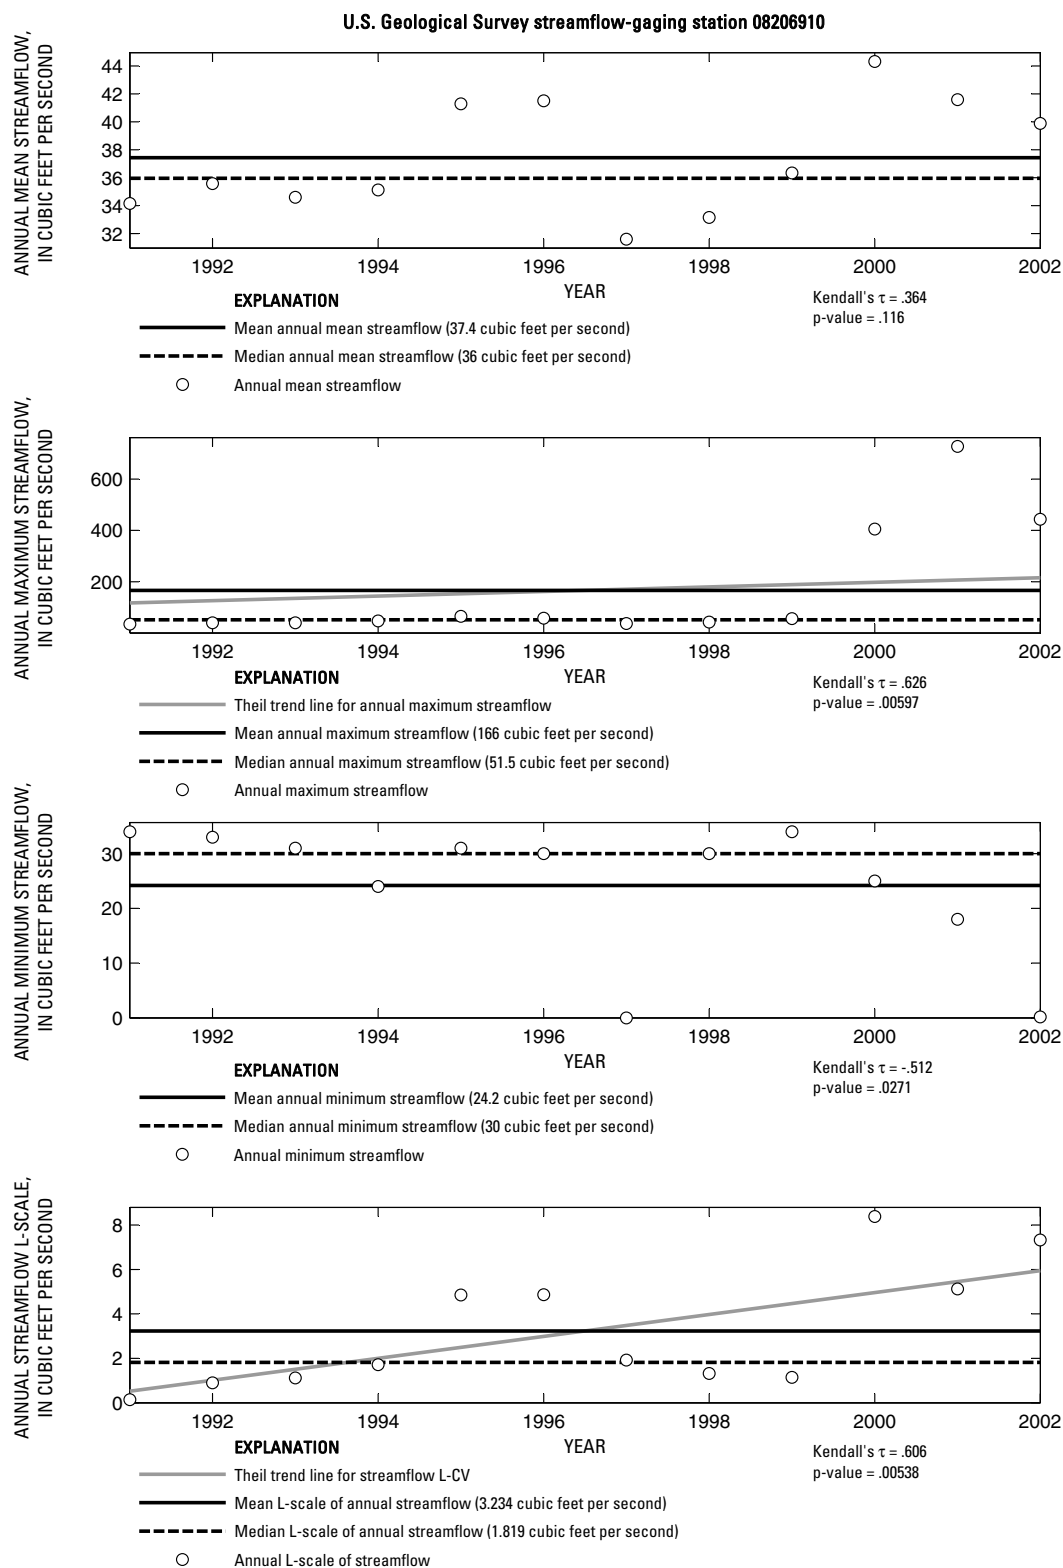 U.S. Geological Survey streamflow-gaging station 08206910
ANNUAL MEAN STREAMFLOW,
IN CUBIC FEET PER SECOND
44
42
40
38
36
34
32
1992 1994 1996 1998 2000 2002
YEAR
Kendall's τ = .364
p-value = .116
EXPLANATION
Mean annual mean streamflow (37.4 cubic feet per second)
Median annual mean streamflow (36 cubic feet per second)
Annual mean streamflow
ANNUAL MAXIMUM STREAMFLOW,
IN CUBIC FEET PER SECOND
600
400
200
1992 1994 1996 1998 2000 2002
YEAR
Kendall's τ = .626
p-value = .00597
EXPLANATION
Theil trend line for annual maximum streamflow
Mean annual maximum streamflow (166 cubic feet per second)
Median annual maximum streamflow (51.5 cubic feet per second)
Annual maximum streamflow
ANNUAL MINIMUM STREAMFLOW,
IN CUBIC FEET PER SECOND
30
20
10
0
1992 1994 1996 1998 2000 2002
YEAR
Kendall's τ = -.512
p-value = .0271
EXPLANATION
Mean annual minimum streamflow (24.2 cubic feet per second)
Median annual minimum streamflow (30 cubic feet per second)
Annual minimum streamflow
ANNUAL STREAMFLOW L-SCALE,
IN CUBIC FEET PER SECOND
8
6
4
2
0
1992 1994 1996 1998 2000 2002
YEAR
Kendall's τ = .606
p-value = .00538
EXPLANATION
Theil trend line for streamflow L-CV
Mean L-scale of annual streamflow (3.234 cubic feet per second)
Median L-scale of annual streamflow (1.819 cubic feet per second)
Annual L-scale of streamflow